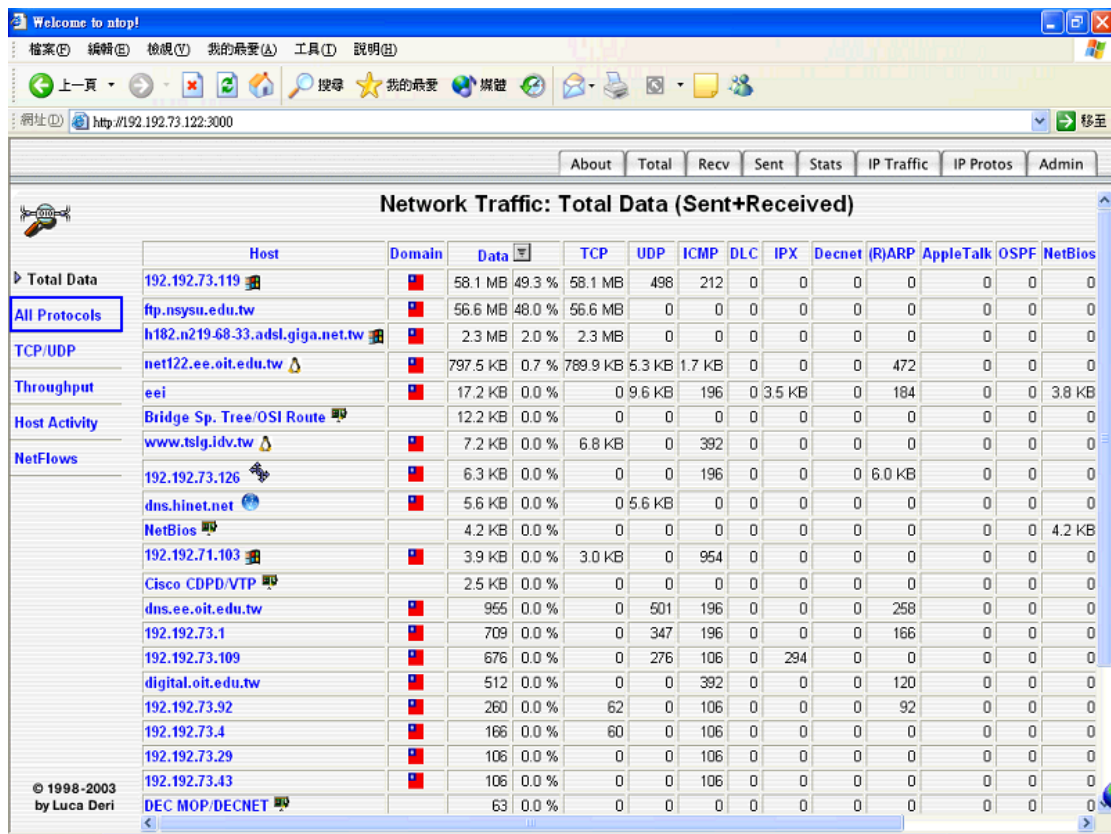 Welcome to ntop!
檔案(F) 編輯(E) 檢視(V) 我的最愛(A) 工具(T) 說明(H)
上一頁 搜尋 我的最愛 媒體
網址(D) http://192.192.73.122:3000 移至
About Total Recv Sent Stats IP Traffic IP Protos Admin
Network Traffic: Total Data (Sent+Received)
Total Data
All Protocols
TCP/UDP
Throughput
Host Activity
NetFlows
Host Domain Data TCP UDP ICMP DLC IPX Decnet (R)ARP AppleTalk OSPF NetBios
192.192.73.119 58.1 MB 49.3 % 58.1 MB 498 212 0 0 0 0 0 0 0
ftp.nsysu.edu.tw 56.6 MB 48.0 % 56.6 MB 0 0 0 0 0 0 0 0 0
h182.n219-68-33.adsl.giga.net.tw 2.3 MB 2.0 % 2.3 MB 0 0 0 0 0 0 0 0 0
net122.ee.oit.edu.tw 797.5 KB 0.7 % 789.9 KB 5.3 KB 1.7 KB 0 0 0 472 0 0 0
eei 17.2 KB 0.0 % 0 9.6 KB 196 0 3.5 KB 0 184 0 0 3.8 KB
Bridge Sp. Tree/OSI Route 12.2 KB 0.0 % 0 0 0 0 0 0 0 0 0 0
www.tslg.idv.tw 7.2 KB 0.0 % 6.8 KB 0 392 0 0 0 0 0 0 0
192.192.73.126 6.3 KB 0.0 % 0 0 196 0 0 0 6.0 KB 0 0 0
dns.hinet.net 5.6 KB 0.0 % 0 5.6 KB 0 0 0 0 0 0 0 0
NetBios 4.2 KB 0.0 % 0 0 0 0 0 0 0 0 0 4.2 KB
192.192.71.103 3.9 KB 0.0 % 3.0 KB 0 954 0 0 0 0 0 0 0
Cisco CDPD/VTP 2.5 KB 0.0 % 0 0 0 0 0 0 0 0 0 0
dns.ee.oit.edu.tw 955 0.0 % 0 501 196 0 0 0 258 0 0 0
192.192.73.1 709 0.0 % 0 347 196 0 0 0 166 0 0 0
192.192.73.109 676 0.0 % 0 276 106 0 294 0 0 0 0 0
digital.oit.edu.tw 512 0.0 % 0 0 392 0 0 0 120 0 0 0
192.192.73.92 260 0.0 % 62 0 106 0 0 0 92 0 0 0
192.192.73.4 166 0.0 % 60 0 106 0 0 0 0 0 0 0
192.192.73.29 106 0.0 % 0 0 106 0 0 0 0 0 0 0
192.192.73.43 106 0.0 % 0 0 106 0 0 0 0 0 0 0
DEC MOP/DECNET 63 0.0 % 0 0 0 0 0 0 0 0 0 0
© 1998-2003
by Luca Deri